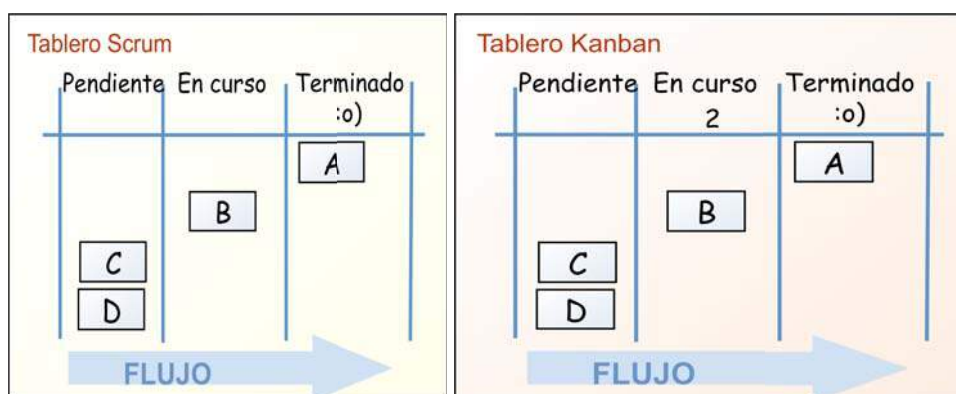 Tablero Scrum
Pendiente En curso Terminado
:o)
A
B
C
D
FLUJO
Tablero Kanban
Pendiente En curso Terminado
2 :o)
A
B
C
D
FLUJO